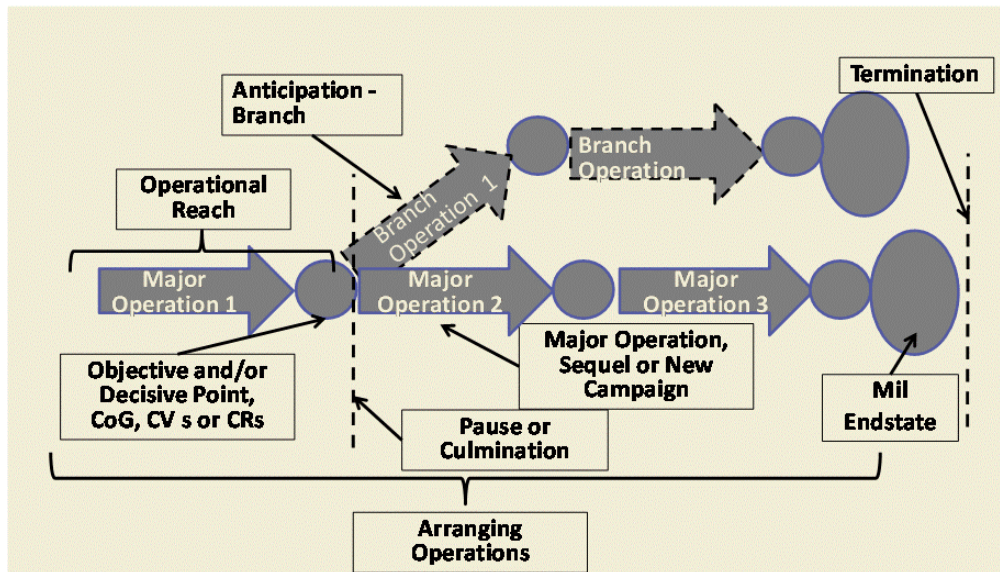 Termination
Anticipation -
Branch
Branch
Operation
Operational
Reach
Branch
Operation 1
Major
Operation 1
Major
Operation 2
Major
Operation 3
Objective and/or
Decisive Point,
CoG, CV s or CRs
Major Operation,
Sequel or New
Campaign
Mil
Endstate
Pause or
Culmination
Arranging
Operations